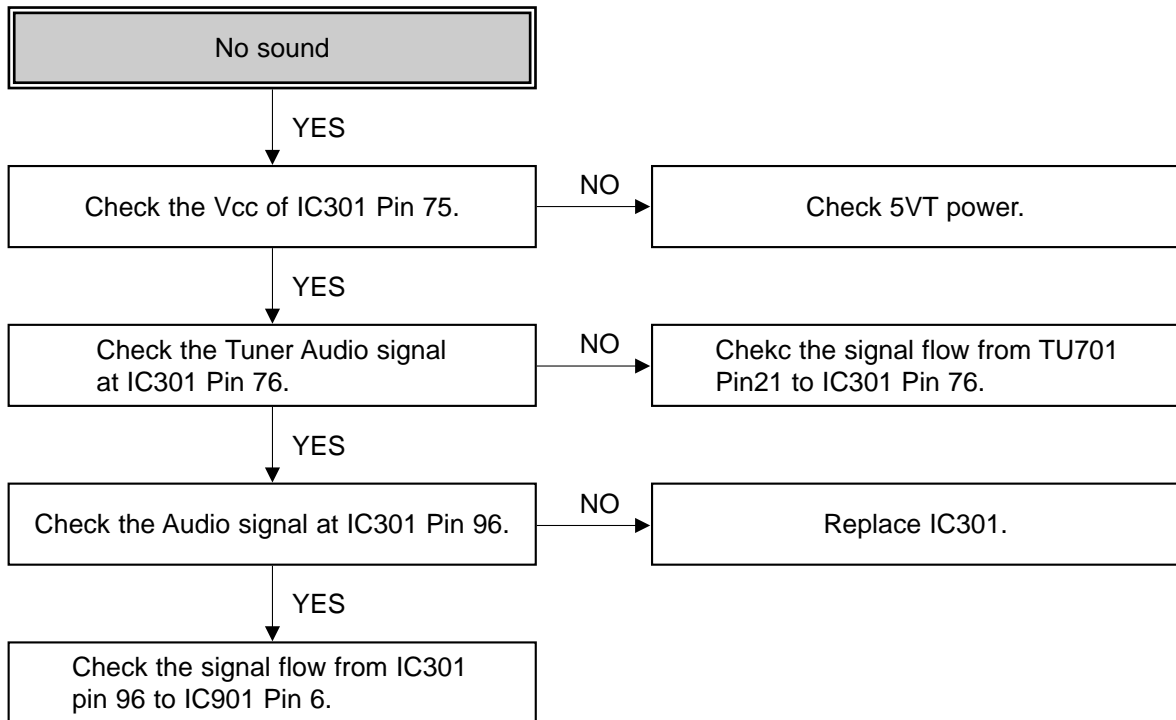 No sound
YES
Check the Vcc of IC301 Pin 75.
NO
Check 5VT power.
YES
Check the Tuner Audio signal
at IC301 Pin 76.
NO
Chekc the signal flow from TU701
Pin21 to IC301 Pin 76.
YES
Check the Audio signal at IC301 Pin 96.
NO
Replace IC301.
YES
Check the signal flow from IC301
pin 96 to IC901 Pin 6.